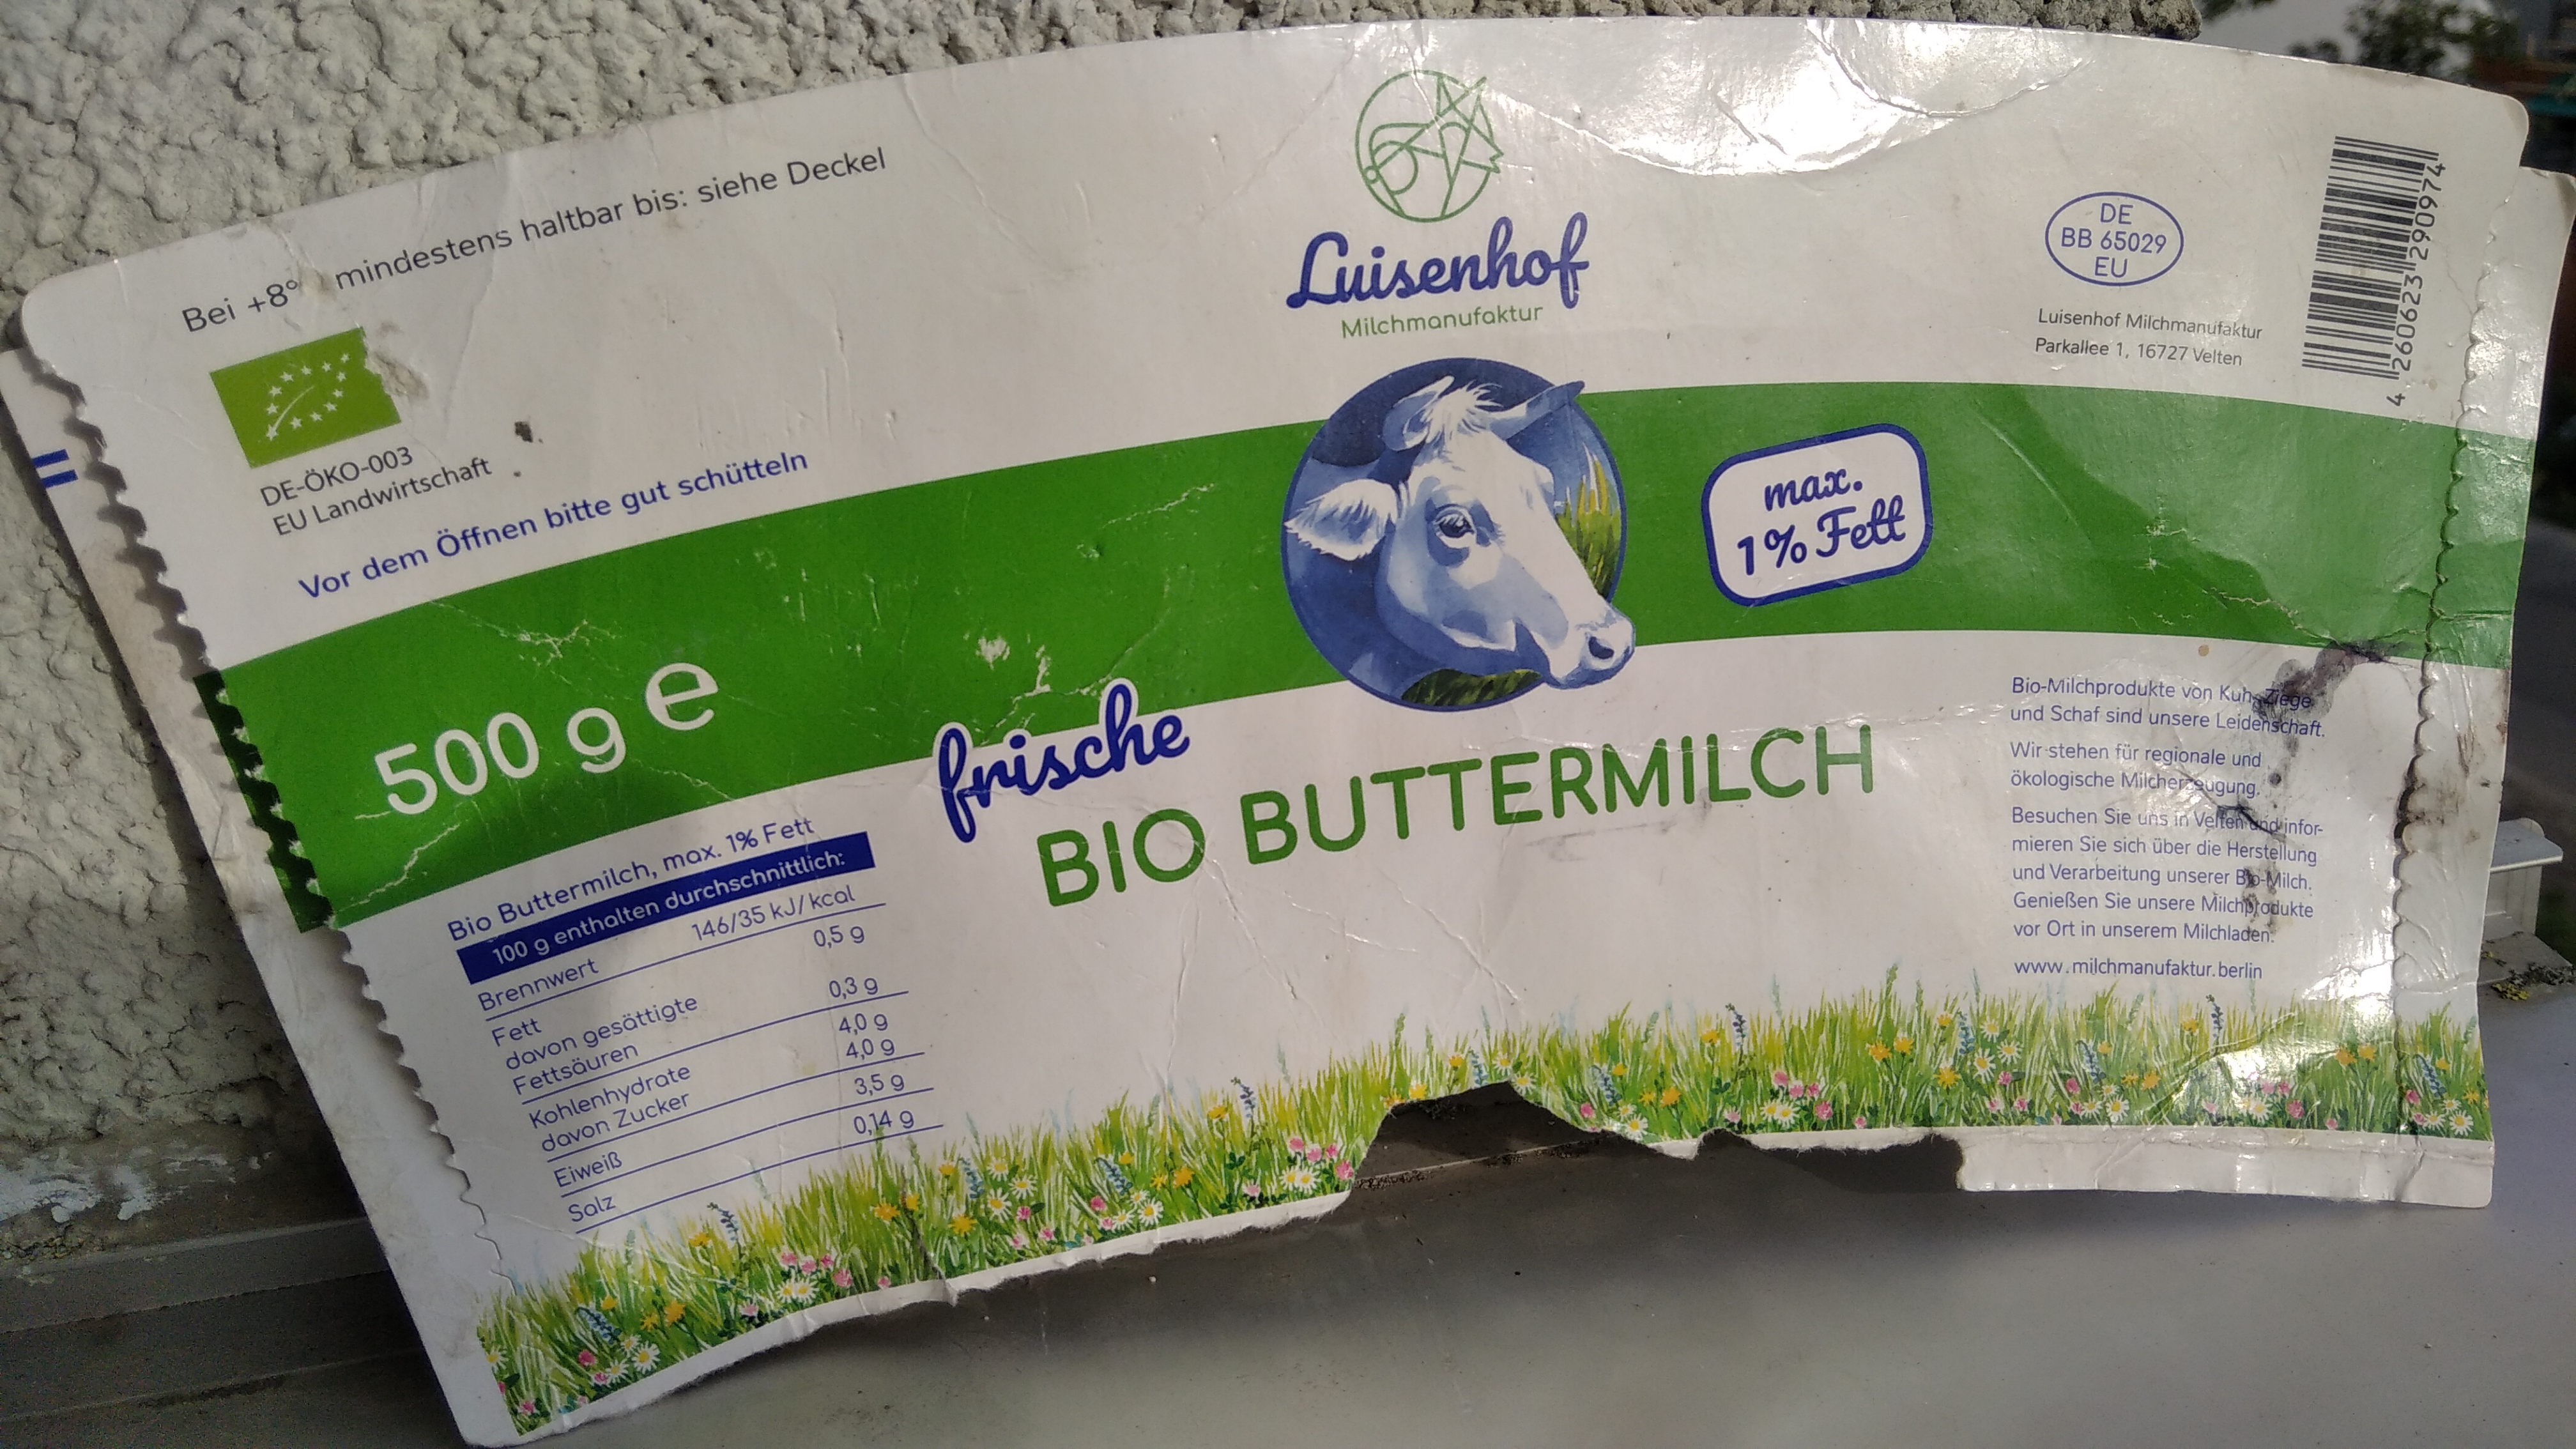 Bei +8° mindestens haltbar bis: siehe Deckel
DE-ÖKO-003
EU Landwirtschaft
Vor dem Öffnen bitte gut schütteln
500 g e
Bio Buttermilch, max. 1% Fett
100 g enthalten durchschnittlich:
Brennwert 146/35 kJ/kcal
Fett 0,5 g
davon gesättigte
Fettsäuren 0,3 g
Kohlenhydrate 4,0 g
davon Zucker 4,0 g
Eiweiß 3,5 g
Salz 0,14 g
Luisenhof
Milchmanufaktur
max.
1% Fett
frische
BIO BUTTERMILCH
DE
BB 65029
EU
Luisenhof Milchmanufaktur
Parkallee 1, 16727 Velten
4 260623 290974
Bio-Milchprodukte von Kuh, Ziege
und Schaf sind unsere Leidenschaft.
Wir stehen für regionale und
ökologische Milcherzeugung.
Besuchen Sie uns in Velten und infor-
mieren Sie sich über die Herstellung
und Verarbeitung unserer Bio-Milch.
Genießen Sie unsere Milchprodukte
vor Ort in unserem Milchladen.
www.milchmanufaktur.berlin